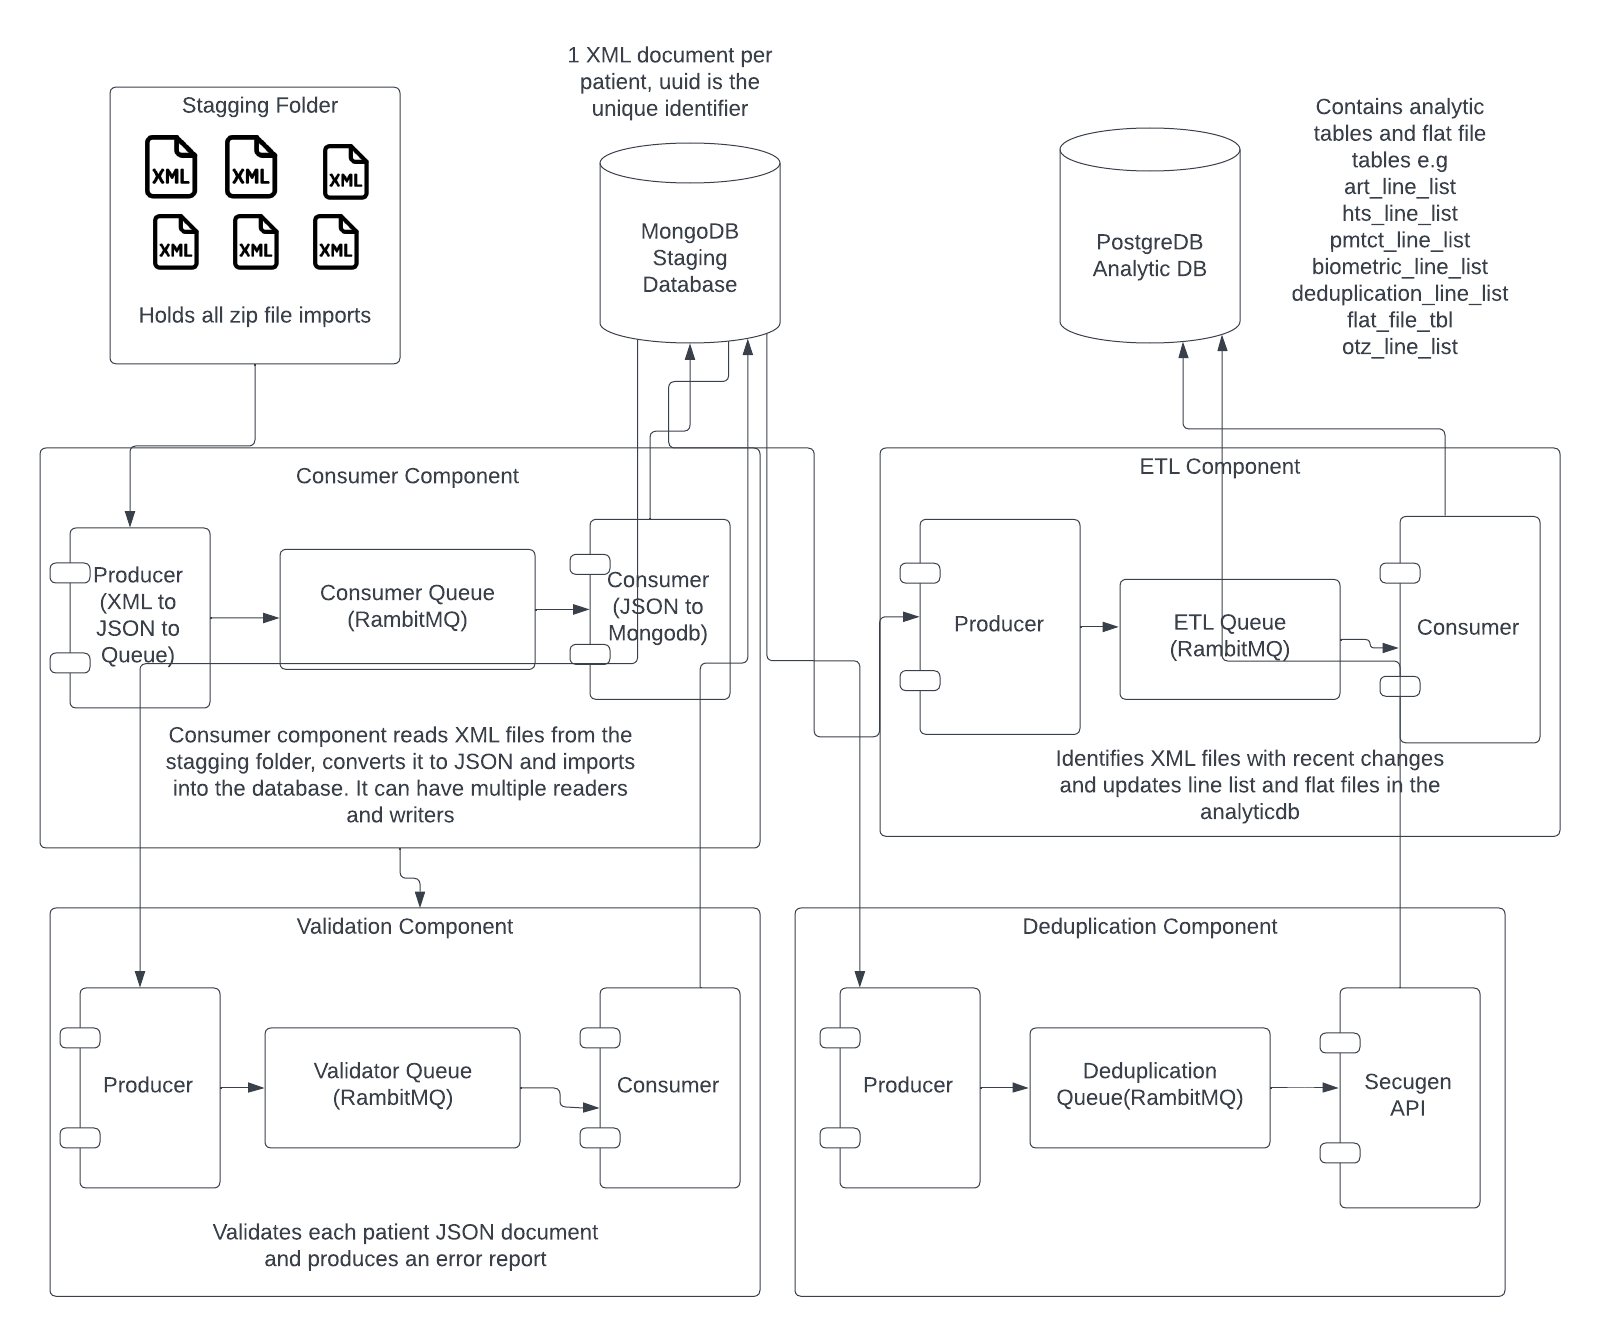 1 XML document per
patient, uuid is the
unique identifier
Stagging Folder
XML
XML
XML
XML
XML
XML
Holds all zip file imports
MongoDB
Staging
Database
PostgreDB
Analytic DB
Contains analytic
tables and flat file
tables e.g
art_line_list
hts_line_list
pmtct_line_list
biometric_line_list
deduplication_line_list
flat_file_tbl
otz_line_list
Consumer Component
Producer
(XML to
JSON to
Queue)
Consumer Queue
(RambitMQ)
Consumer
(JSON to
Mongodb)
Consumer component reads XML files from the
stagging folder, converts it to JSON and imports
into the database. It can have multiple readers
and writers
ETL Component
Producer
ETL Queue
(RambitMQ)
Consumer
Identifies XML files with recent changes
and updates line list and flat files in the
analyticdb
Validation Component
Producer
Validator Queue
(RambitMQ)
Consumer
Validates each patient JSON document
and produces an error report
Deduplication Component
Producer
Deduplication
Queue(RambitMQ)
Secugen
API